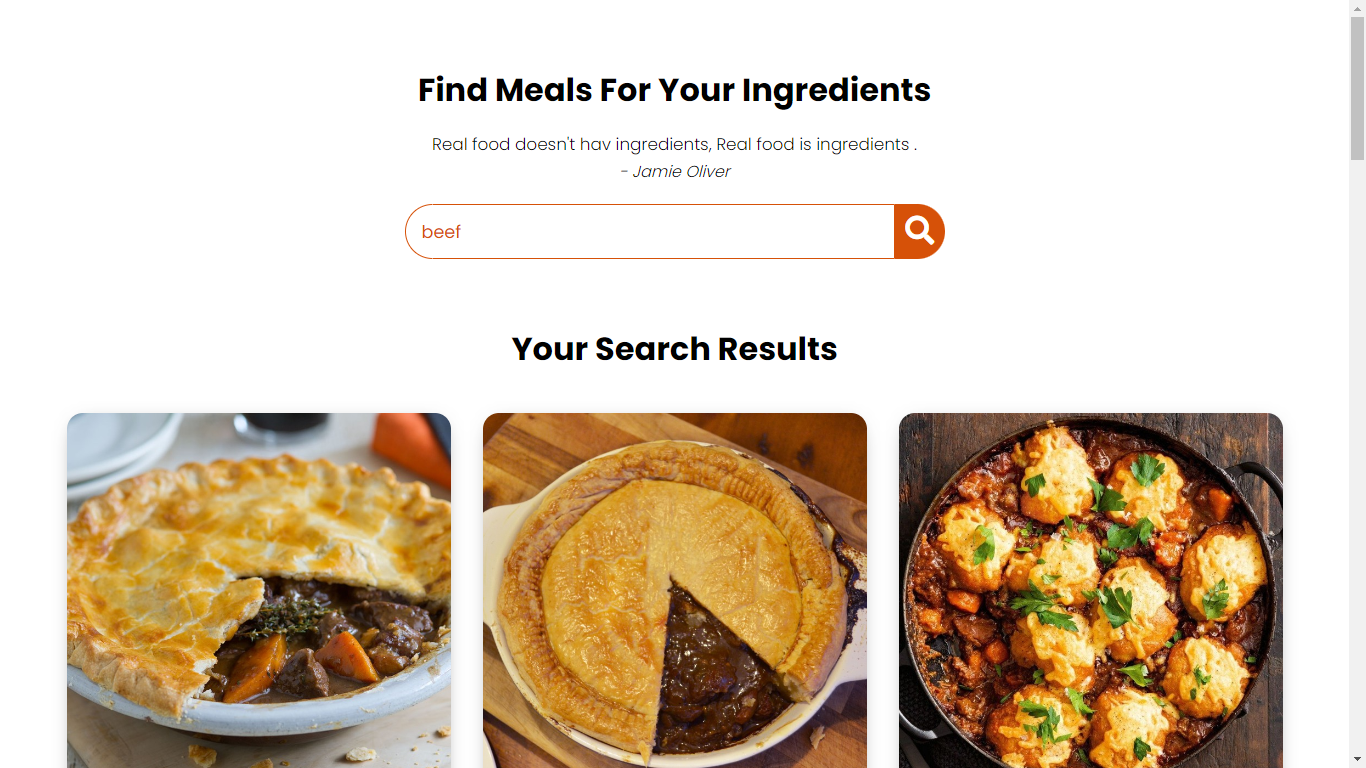 Find Meals For Your Ingredients
Real food doesn't hav ingredients, Real food is ingredients .
- Jamie Oliver
beef
Your Search Results